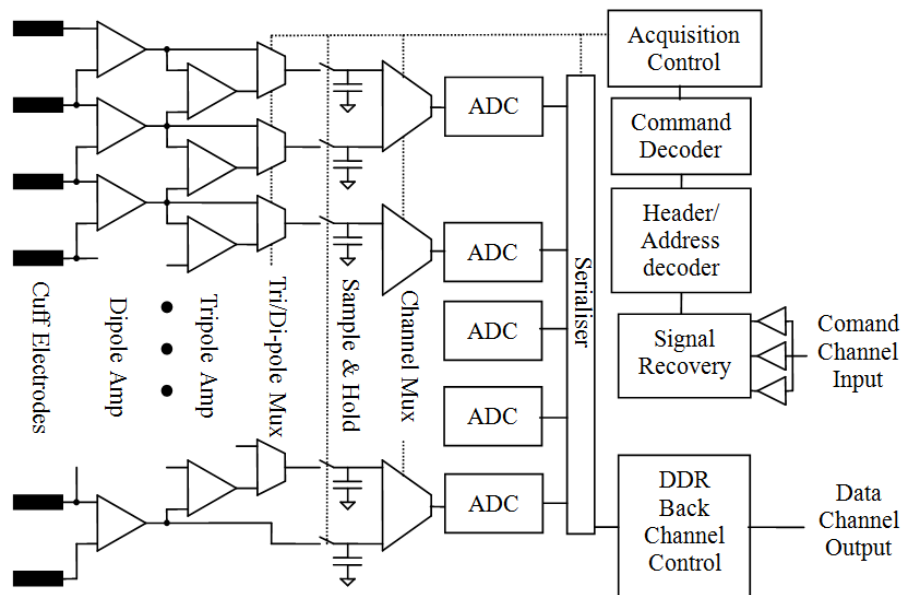 Acquisition
Control
ADC
Command
Decoder
Header/
Address
decoder
ADC
Cuff Electrodes
Dipole Amp
Tripole Amp
Tri/Di-pole Mux
Sample & Hold
Channel Mux
Serialiser
ADC
Signal
Recovery
Comand
Channel
Input
ADC
ADC
DDR
Back
Channel
Control
Data
Channel
Output